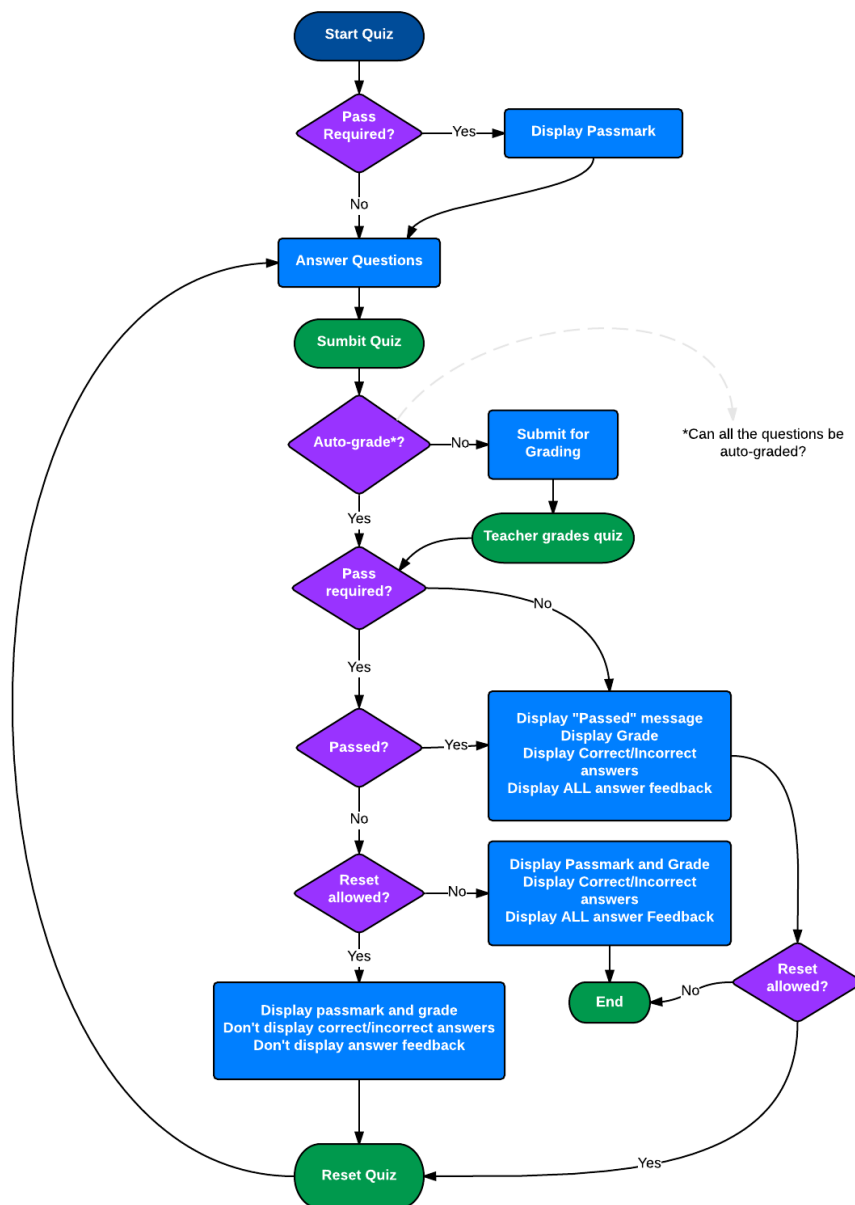 Start Quiz
Pass
Required?
Yes
Display Passmark
No
Answer Questions
Sumbit Quiz
Auto-grade*?
No
Submit for
Grading
*Can all the questions be
auto-graded?
Yes
Teacher grades quiz
Pass
required?
No
Yes
Display "Passed" message
Display Grade
Display Correct/Incorrect
answers
Display ALL answer feedback
Passed?
Yes
No
Reset
allowed?
No
Display Passmark and Grade
Display Correct/Incorrect
answers
Display ALL answer Feedback
Yes
Reset
allowed?
No
End
Display passmark and grade
Don't display correct/incorrect answers
Don't display answer feedback
Yes
Reset Quiz